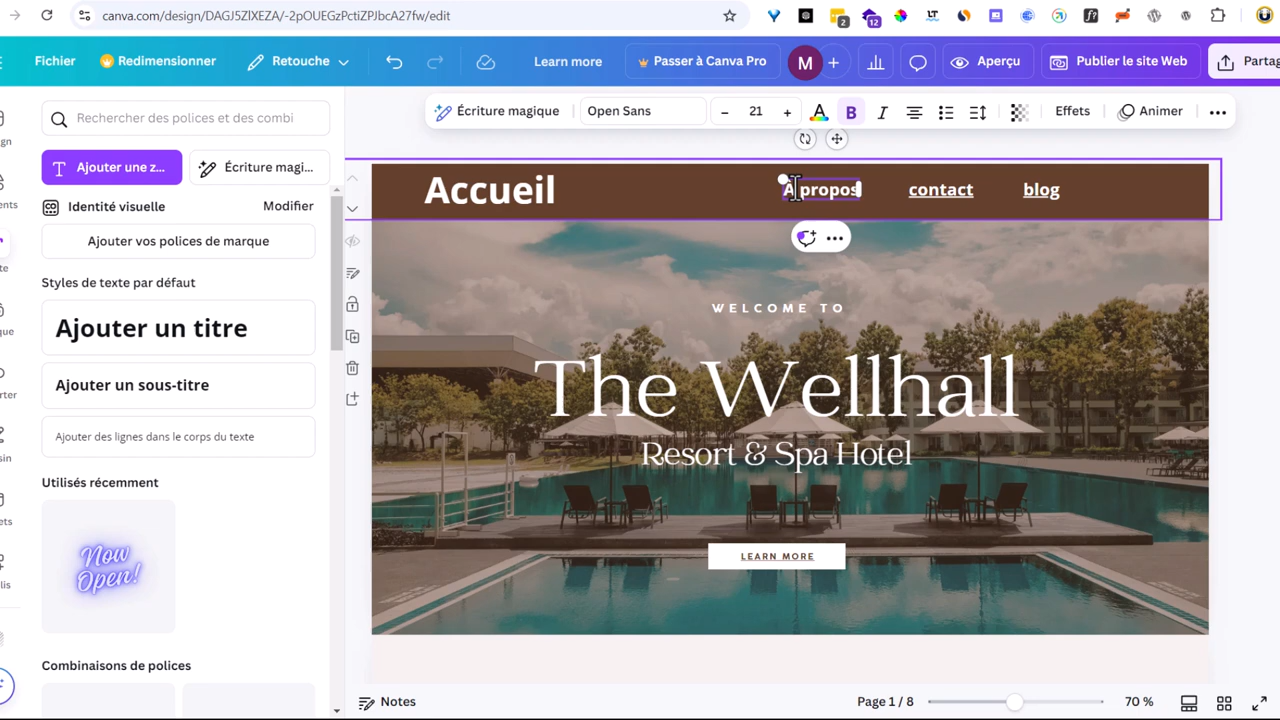 canva.com/design/DAGJ5ZlXEZA/-2pOUEGzPctiZPJbcA27fw/edit
2
12
Fichier
Redimensionner
Retouche
Learn more
Passer à Canva Pro
M
Aperçu
Publier le site Web
Partag
Rechercher des polices et des combi
Écriture magique
Open Sans
21
B
I
Effets
Animer
Ajouter une z...
Écriture magi...
Identité visuelle
Modifier
Ajouter vos polices de marque
Styles de texte par défaut
Ajouter un titre
Ajouter un sous-titre
Ajouter des lignes dans le corps du texte
Utilisés récemment
Now
Open!
Combinaisons de polices
Accueil
À propos
contact
blog
WELCOME TO
The Wellhall
Resort & Spa Hotel
LEARN MORE
Notes
Page 1 / 8
70 %